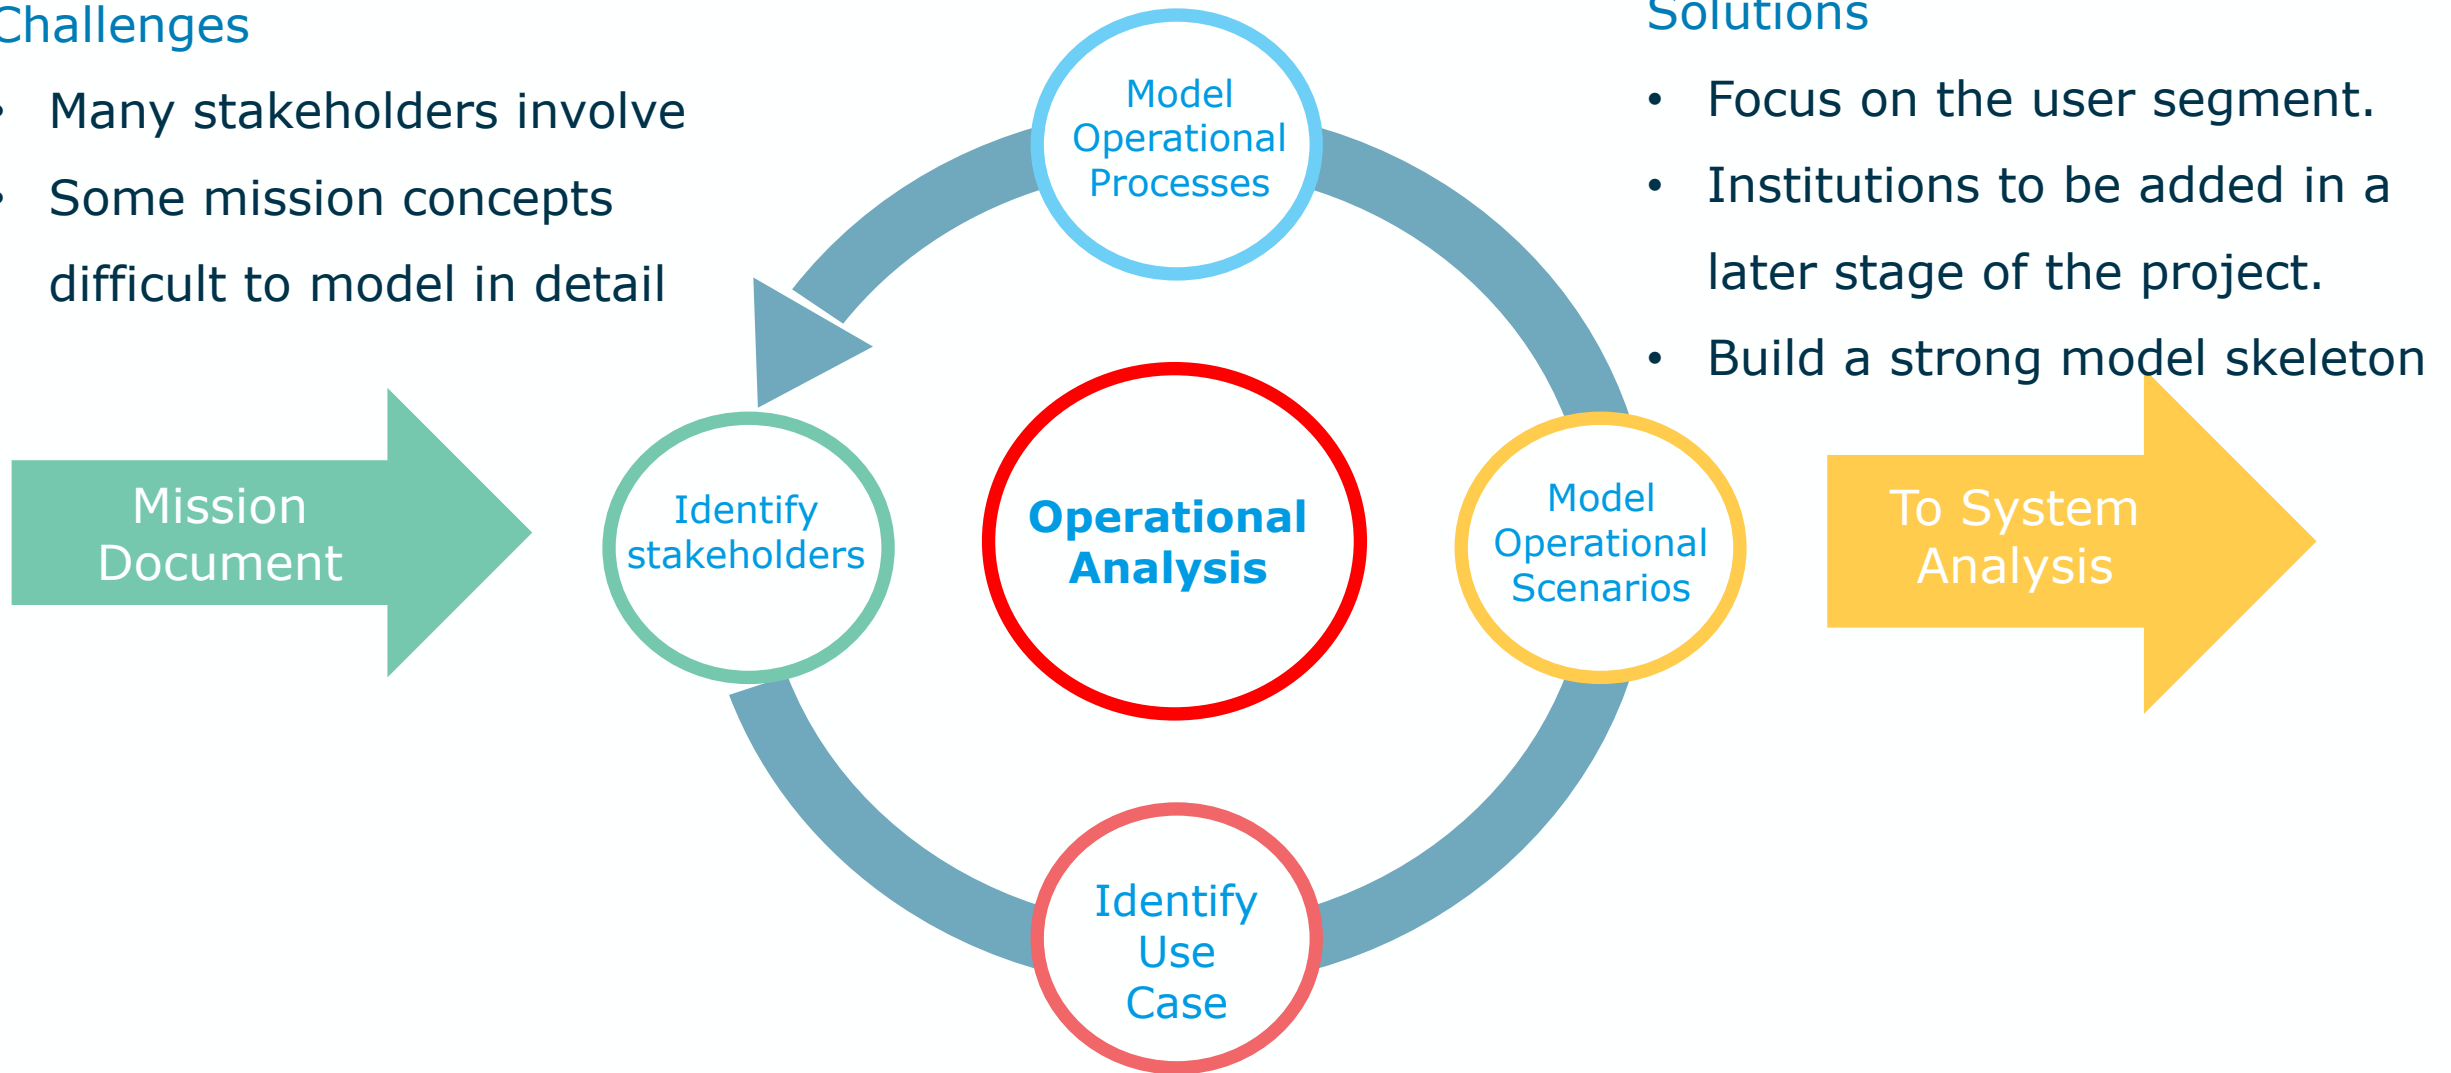 Challenges
• Many stakeholders involve
• Some mission concepts
difficult to model in detail
Solutions
• Focus on the user segment.
• Institutions to be added in a
later stage of the project.
• Build a strong model skeleton
Model
Operational
Processes
Mission
Document
Identify
stakeholders
Operational
Analysis
Model
Operational
Scenarios
To System
Analysis
Identify
Use
Case